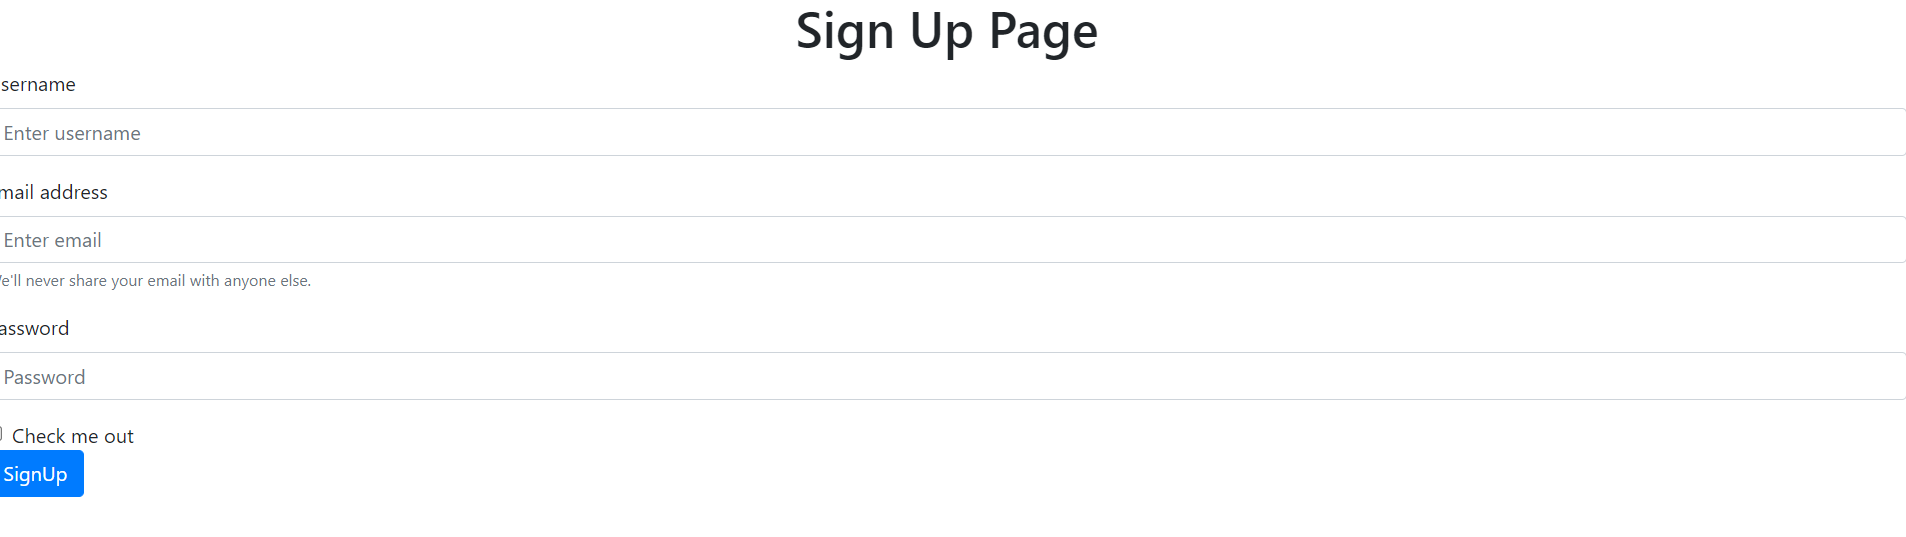 Sign Up Page
sername
Enter username
mail address
Enter email
e'll never share your email with anyone else.
assword
Password
Check me out
SignUp